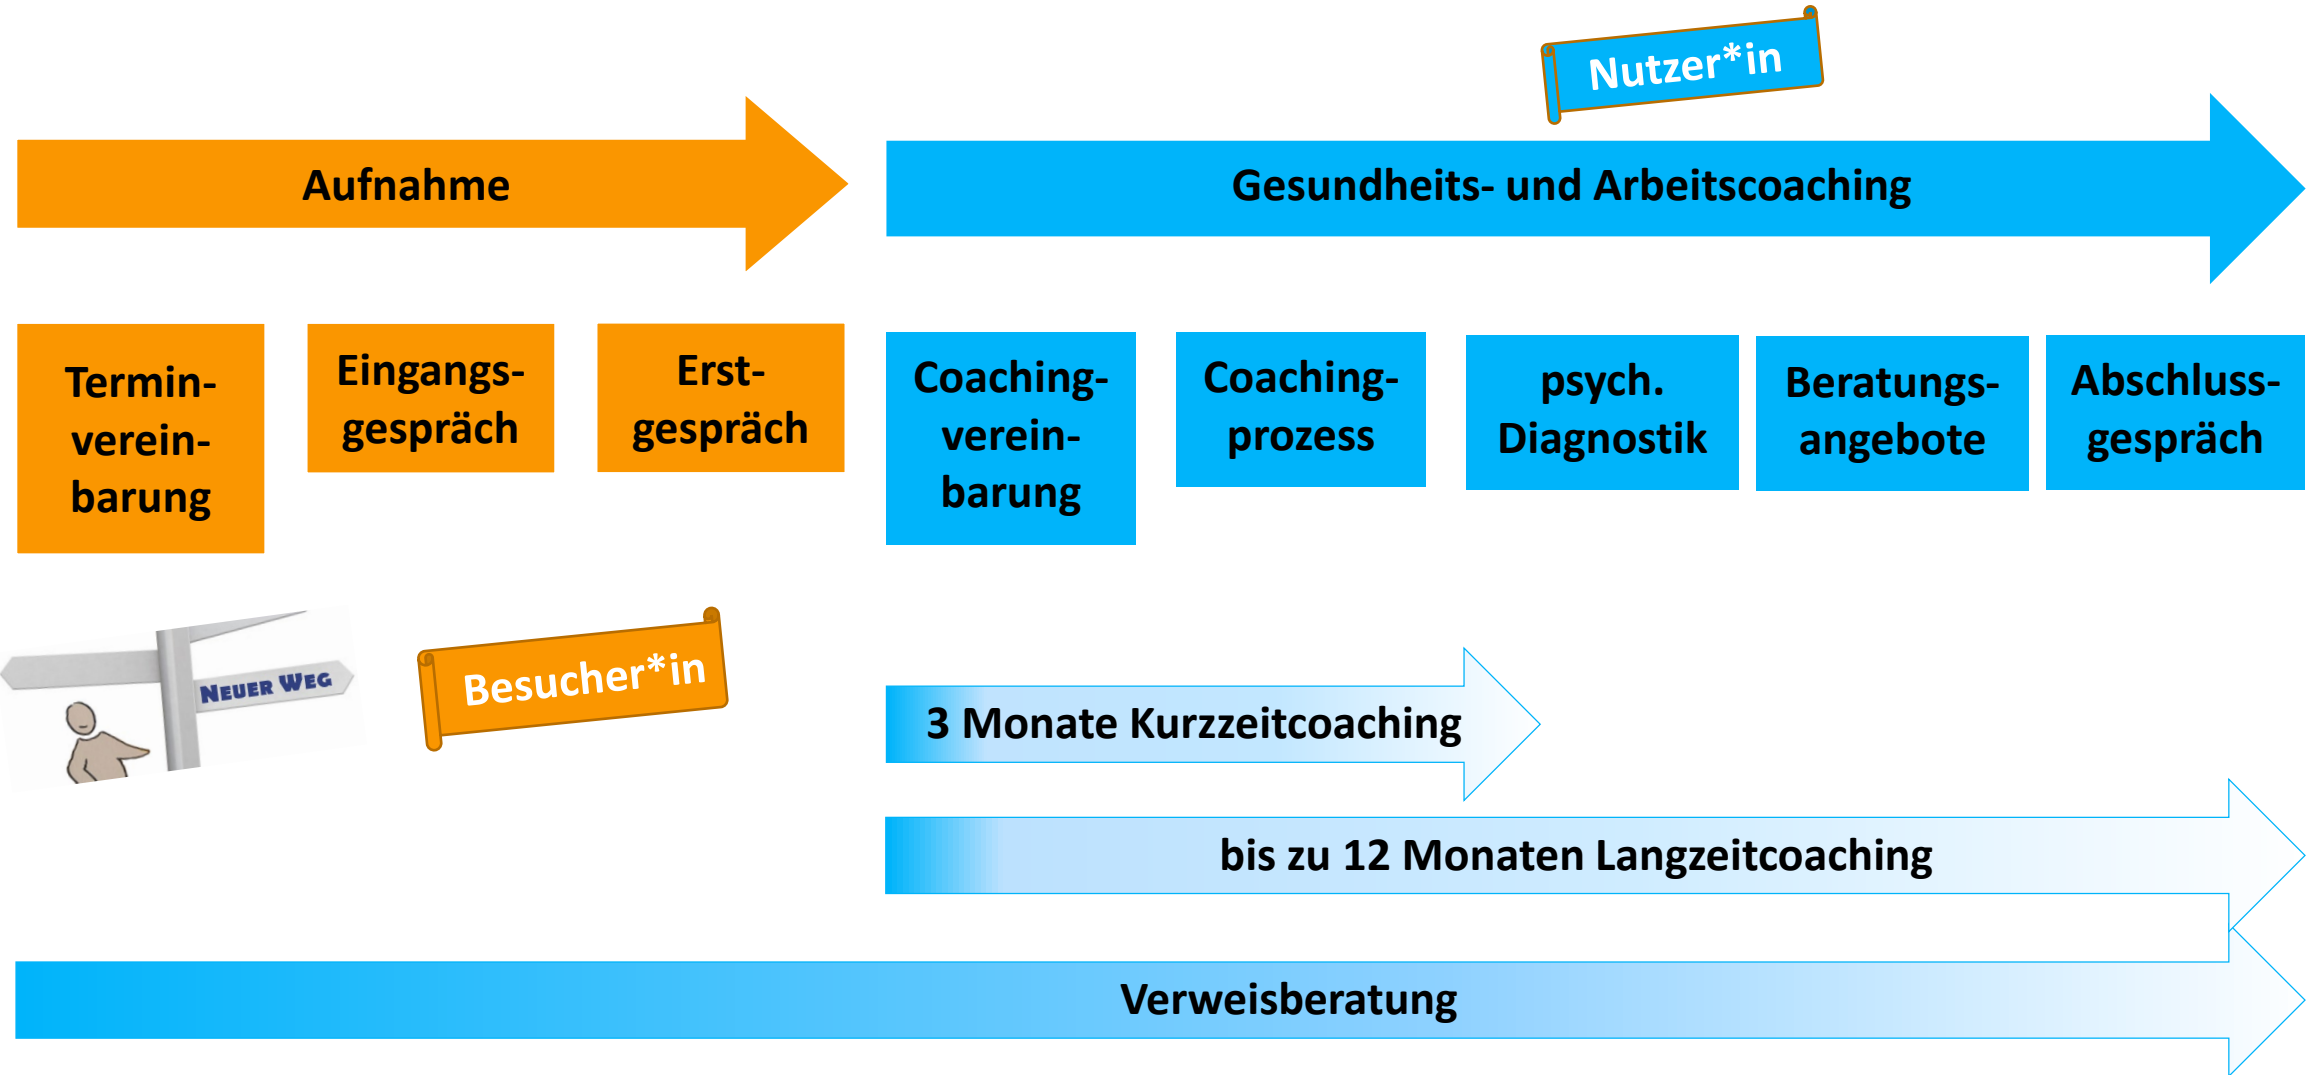 Nutzer*in
Aufnahme
Gesundheits- und Arbeitscoaching
Termin-
verein-
barung
Eingangs-
gespräch
Erst-
gespräch
Coaching-
verein-
barung
Coaching-
prozess
psych.
Diagnostik
Beratungs-
angebote
Abschluss-
gespräch
NEUER WEG
Besucher*in
3 Monate Kurzzeitcoaching
bis zu 12 Monaten Langzeitcoaching
Verweisberatung